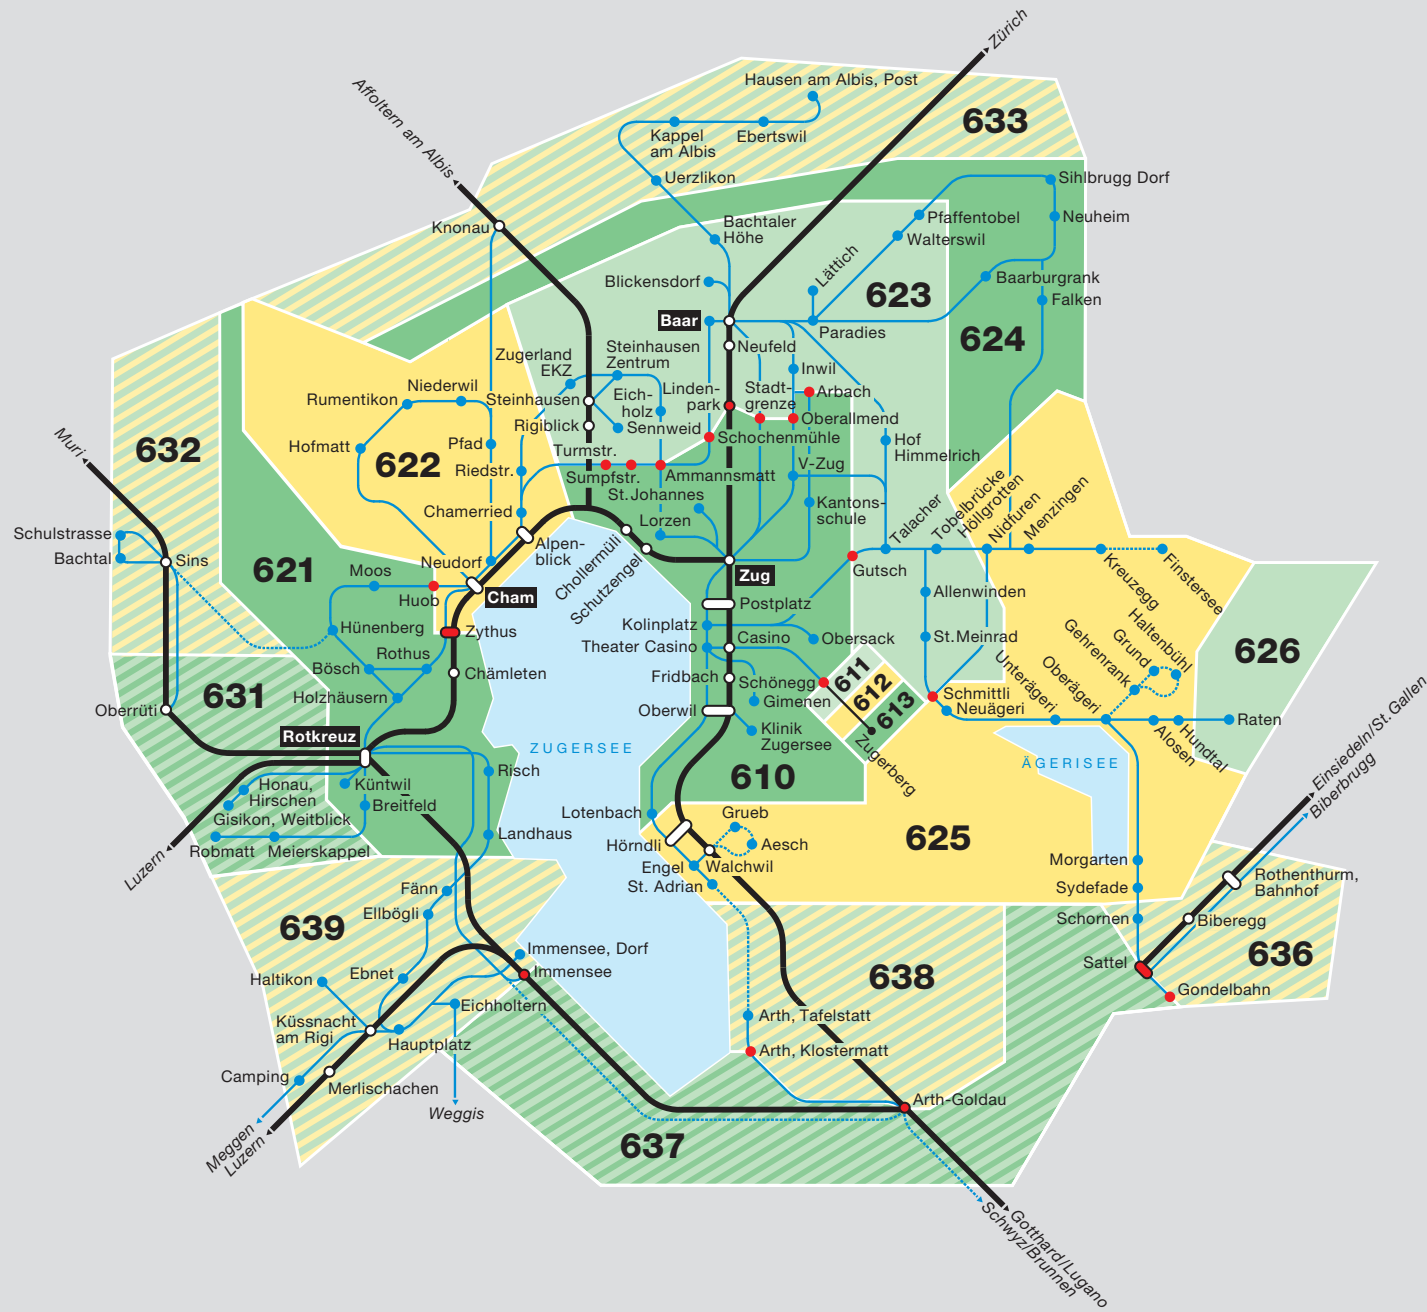 Zürich
Hausen am Albis, Post
633
Kappel
am Albis
Ebertswil
Affoltern am Albis
Uerzlikon
Sihlbrugg Dorf
Knonau
Bachtaler
Höhe
Pfaffentobel
Neuheim
Walterswil
Lättich
Blickensdorf
623
Baarburgrank
Falken
Baar
Paradies
624
Neufeld
Zugerland
EKZ
Steinhausen
Zentrum
Inwil
Niederwil
Rumentikon
Steinhausen
Eich-
holz
Linden-
park
Stadt-
grenze
Arbach
Rigiblick
Sennweid
Oberallmend
Muri
632
Hofmatt
Pfad
622
Schochenmühle
Hof
Himmelrich
Turmstr.
Riedstr.
Sumpfstr.
Ammannsmatt
V-Zug
St. Johannes
Kantons-
schule
Chamerried
Lorzen
Talacher
Tobelbrücke
Höllgrotten
Nidfuren
Menzingen
Schulstrasse
Bachtal
Sins
Neudorf
Alpen-
blick
Chollermüli
Schutzengel
Zug
Gutsch
Kreuzegg
Finstersee
621
Moos
Huob
Cham
Postplatz
Allenwinden
Hünenberg
Zythus
Kolinplatz
Casino
Obersack
St.Meinrad
Theater Casino
626
Rothus
Bösch
Chämleten
Holzhäusern
Fridbach
Schönegg
611
612
613
Gimenen
Oberwil
Schmittli
Neuägeri
Unterägeri
Oberägeri
Gehrenrank
Grund
Haltenbühl
Alosen
Hundtal
Raten
631
Oberrüti
Rotkreuz
Klinik
Zugersee
Zugerberg
ZUGERSEE
ÄGERISEE
610
Risch
Honau,
Hirschen
Küntwil
Breitfeld
Gisikon, Weitblick
Robmatt
Meierskappel
Landhaus
Luzern
Lotenbach
Grueb
Hörndli
Aesch
Engel
Walchwil
St. Adrian
625
Einsiedeln/St. Gallen
Biberbrugg
Morgarten
Sydefade
Rothenthurm,
Bahnhof
Fänn
Ellbögli
639
Schornen
Biberegg
636
Immensee, Dorf
Immensee
Sattel
Gondelbahn
Haltikon
Ebnet
638
Eichholtern
Küssnacht
am Rigi
Hauptplatz
Arth, Tafelstatt
Arth, Klostermatt
Camping
Merlischachen
Weggis
Arth-Goldau
Meggen
Luzern
637
Gotthard/Lugano
Schwyz/Brunnen